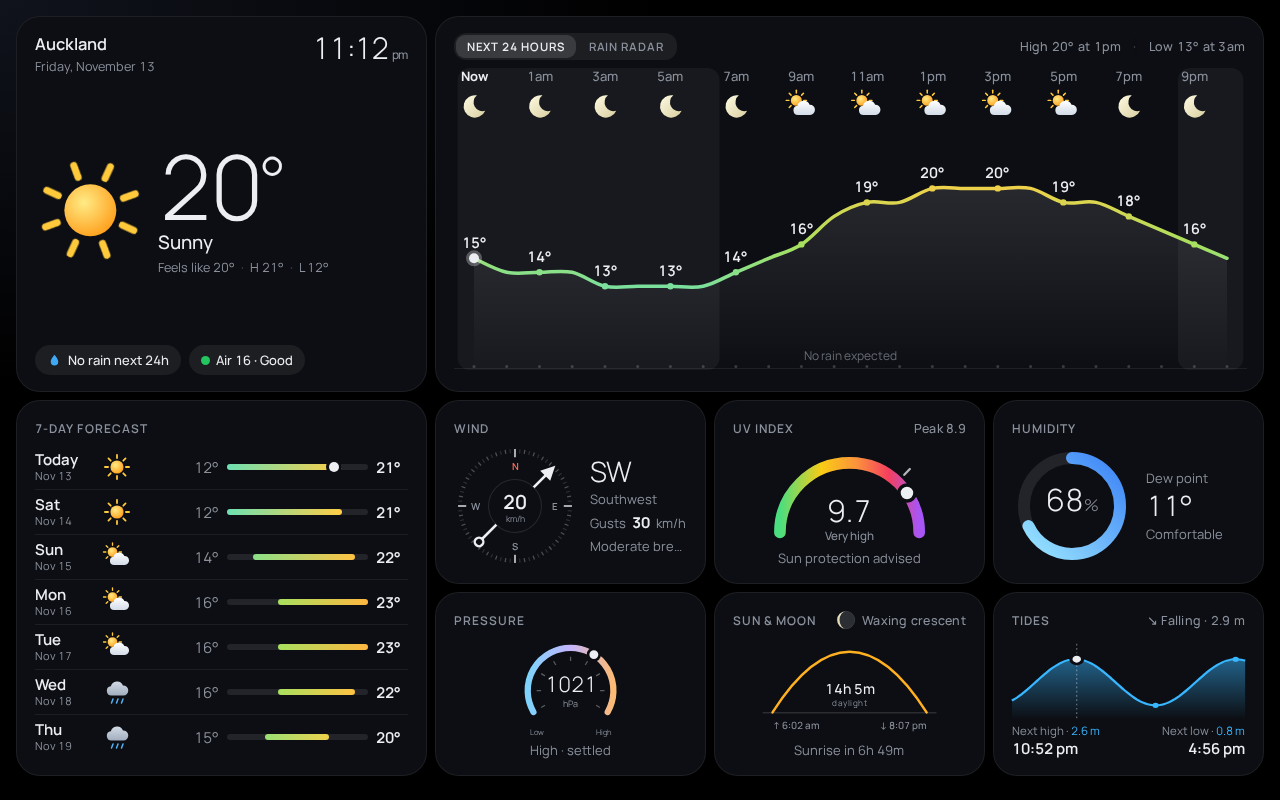 Auckland
Friday, November 13
11:12 pm
20°
Sunny
Feels like 20° · H 21° · L 12°
No rain next 24h
Air 16 · Good
NEXT 24 HOURS
RAIN RADAR
High 20° at 1pm · Low 13° at 3am
Now 1am 3am 5am 7am 9am 11am 1pm 3pm 5pm 7pm 9pm
15° 14° 13° 13° 14° 16° 19° 20° 20° 19° 18° 16°
No rain expected
7-DAY FORECAST
Today 12° 21°
Nov 13
Sat 12° 21°
Nov 14
Sun 14° 22°
Nov 15
Mon 16° 23°
Nov 16
Tue 16° 23°
Nov 17
Wed 16° 22°
Nov 18
Thu 15° 20°
Nov 19
WIND
N
W E
S
20
km/h
SW
Southwest
Gusts 30 km/h
Moderate bre…
UV INDEX
Peak 8.9
9.7
Very high
Sun protection advised
HUMIDITY
68%
Dew point
11°
Comfortable
PRESSURE
1021
hPa
Low High
High · settled
SUN & MOON
Waxing crescent
14h 5m
daylight
↑ 6:02 am ↓ 8:07 pm
Sunrise in 6h 49m
TIDES
↘ Falling · 2.9 m
Next high · 2.6 m
10:52 pm
Next low · 0.8 m
4:56 pm